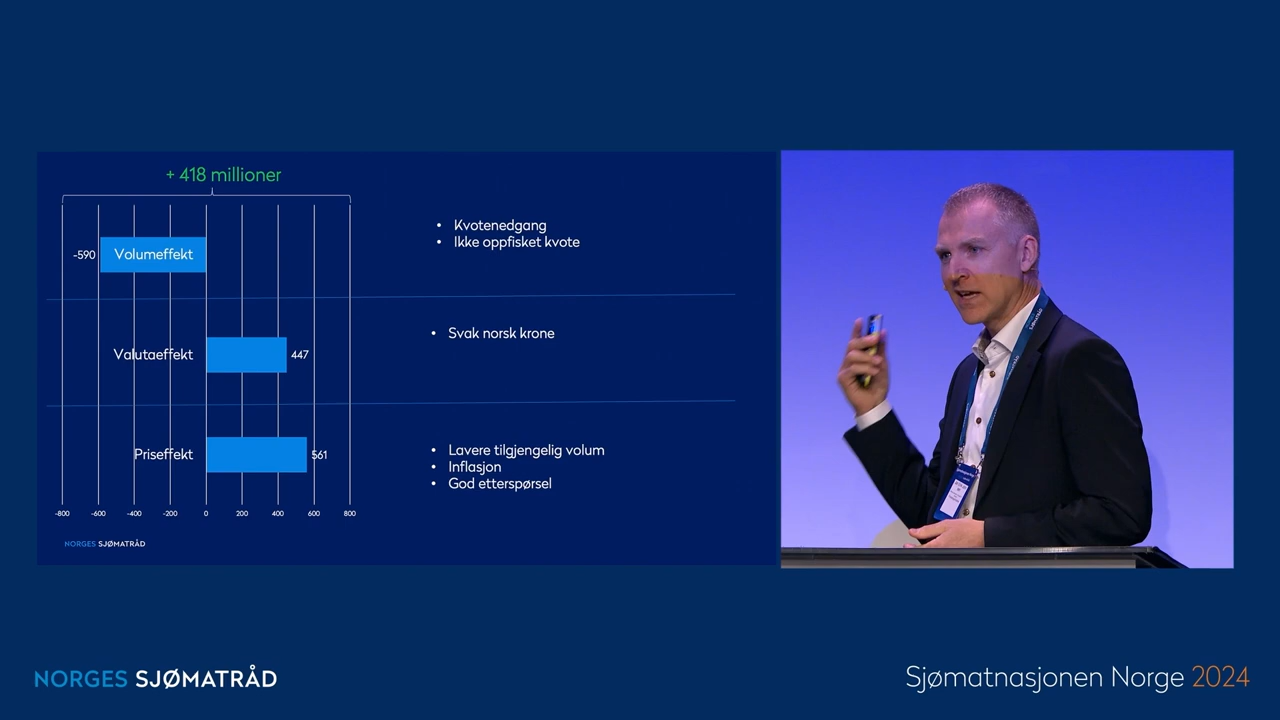 + 418 millioner
-590
Volumeffekt
Valutaeffekt
447
Priseffekt
561
-800 -600 -400 -200 0 200 400 600 800
• Kvotenedgang
• Ikke oppfisket kvote
• Svak norsk krone
• Lavere tilgjengelig volum
• Inflasjon
• God etterspørsel
NORGES SJØMATRÅD
NORGES SJØMATRÅD
Sjømatnasjonen Norge 2024